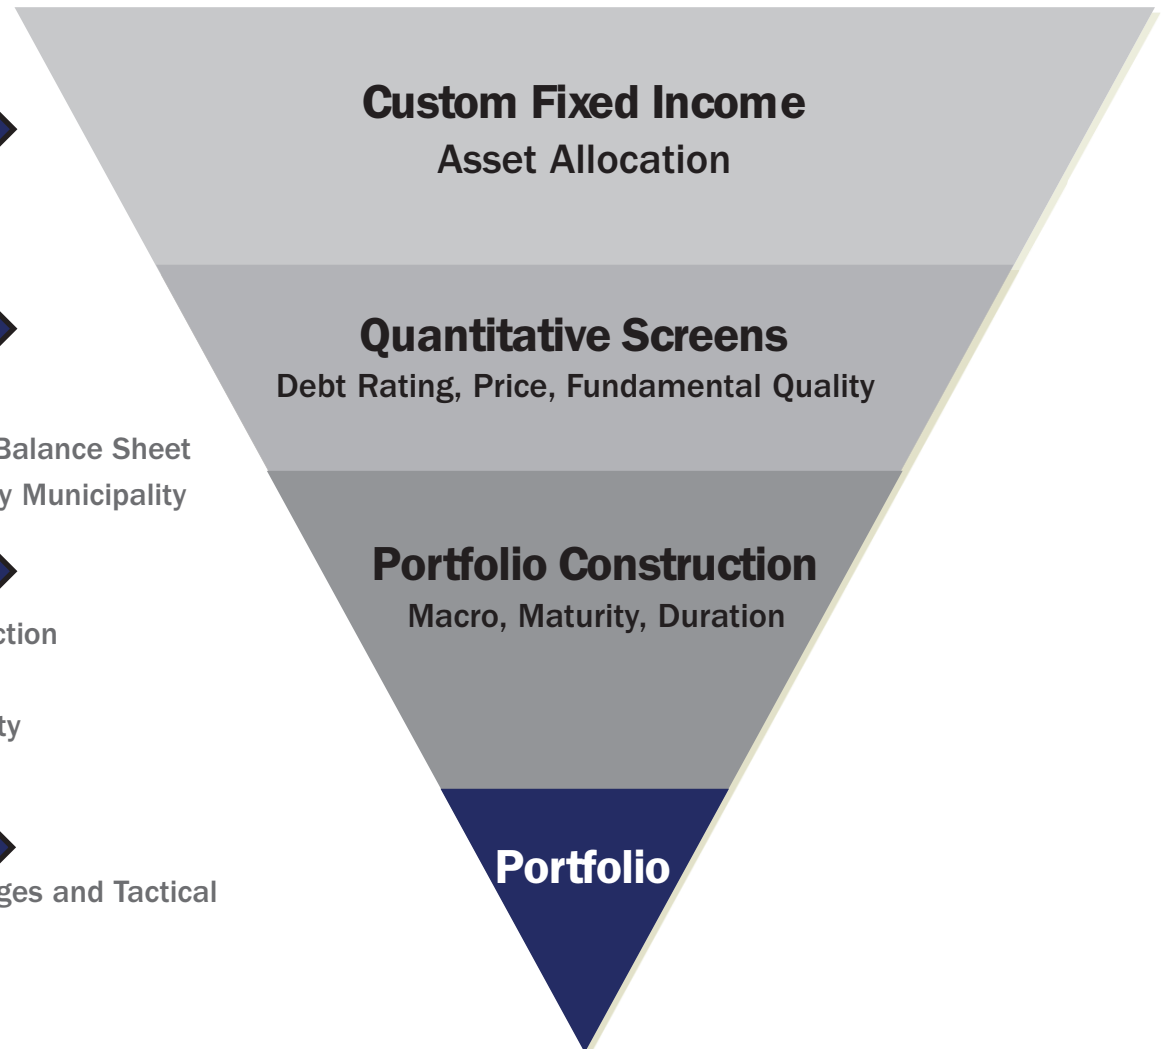 Custom Fixed Income
Asset Allocation
Quantitative Screens
Debt Rating, Price, Fundamental Quality
Balance Sheet
y Municipality
Portfolio Construction
Macro, Maturity, Duration
ction
ty
Portfolio
ges and Tactical